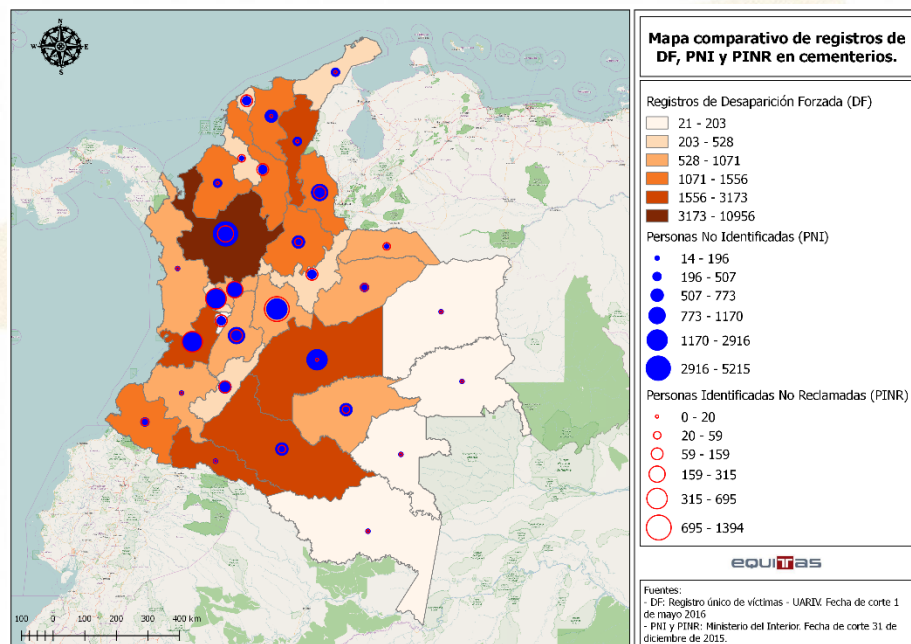 Mapa comparativo de registros de
DF, PNI y PINR en cementerios.
Registros de Desaparición Forzada (DF)
21 - 203
203 - 528
528 - 1071
1071 - 1556
1556 - 3173
3173 - 10956
Personas No Identificadas (PNI)
14 - 196
196 - 507
507 - 773
773 - 1170
1170 - 2916
2916 - 5215
Personas Identificadas No Reclamadas (PINR)
0 - 20
20 - 59
59 - 159
159 - 315
315 - 695
695 - 1394
equitas
Fuentes:
- DF: Registro único de víctimas - UARIV. Fecha de corte 1
de mayo 2016
- PNI y PINR: Ministerio del Interior. Fecha de corte 31 de
diciembre de 2015.
N
W E
S
100 0 100 200 300 400 km